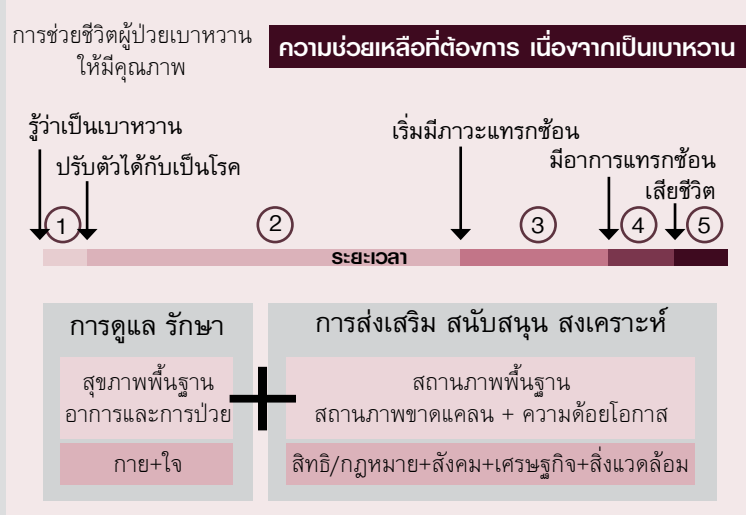 การช่วยชีวิตผู้ป่วยเบาหวาน
ให้มีคุณภาพ
ความช่วยเหลือที่ต้องการ เนื่องจากเป็นเบาหวาน
รู้ว่าเป็นเบาหวาน
ปรับตัวได้กับเป็นโรค
เริ่มมีภาวะแทรกซ้อน
มีอาการแทรกซ้อน
เสียชีวิต
1
2
3
4
5
ระยะเวลา
การดูแล รักษา
สุขภาพพื้นฐาน
อาการและการป่วย
กาย+ใจ
+
การส่งเสริม สนับสนุน สงเคราะห์
สถานภาพพื้นฐาน
สถานภาพขาดแคลน + ความด้อยโอกาส
สิทธิ/กฎหมาย+สังคม+เศรษฐกิจ+สิ่งแวดล้อม